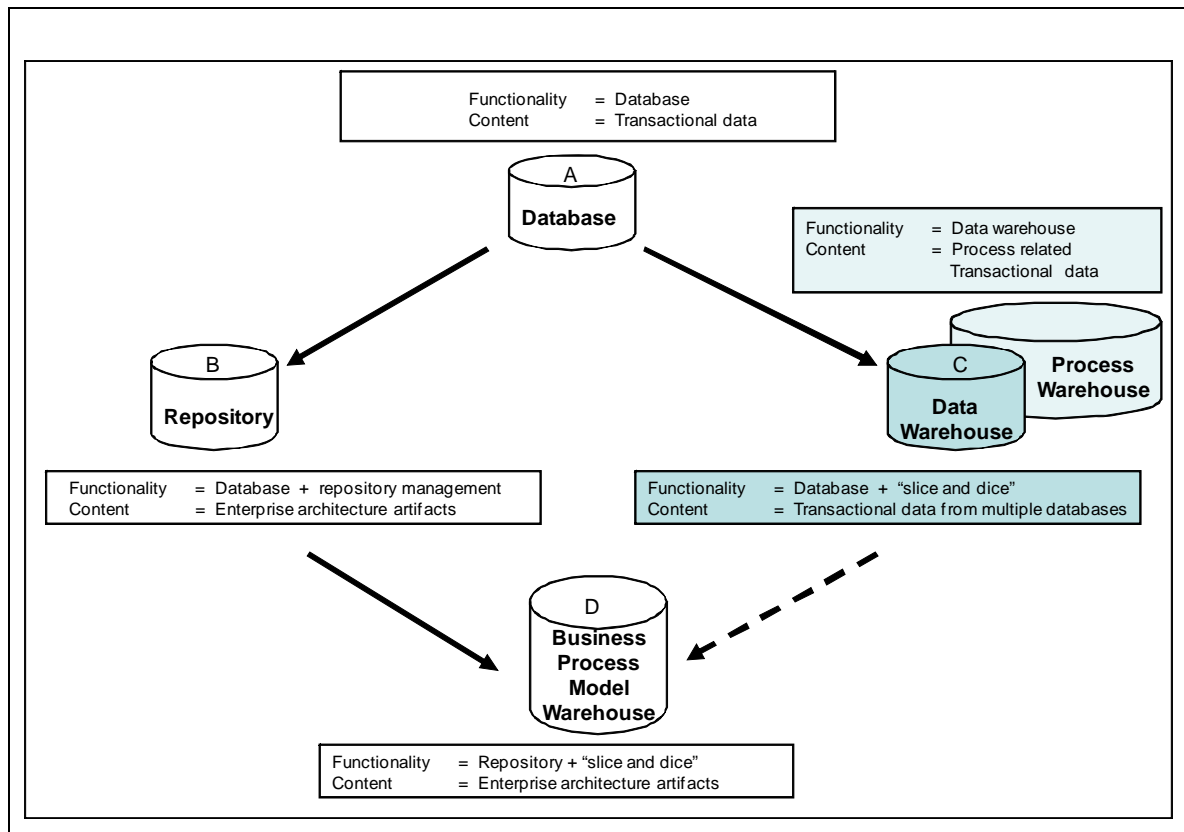 Functionality = Database
Content = Transactional data
A
Database
Functionality = Data warehouse
Content = Process related
Transactional data
B
Repository
C
Data
Warehouse
Process
Warehouse
Functionality = Database + repository management
Content = Enterprise architecture artifacts
Functionality = Database + “slice and dice”
Content = Transactional data from multiple databases
D
Business
Process
Model
Warehouse
Functionality = Repository + “slice and dice”
Content = Enterprise architecture artifacts